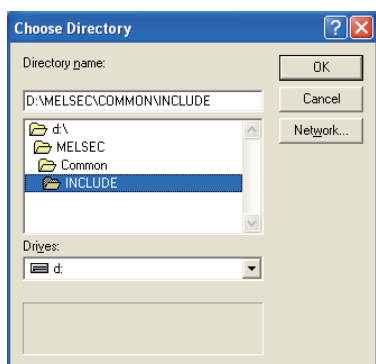 Choose Directory
Directory name:
OK
D:\MELSEC\COMMON\INCLUDE
Cancel
d:\
Network...
MELSEC
Common
INCLUDE
Drives:
d: